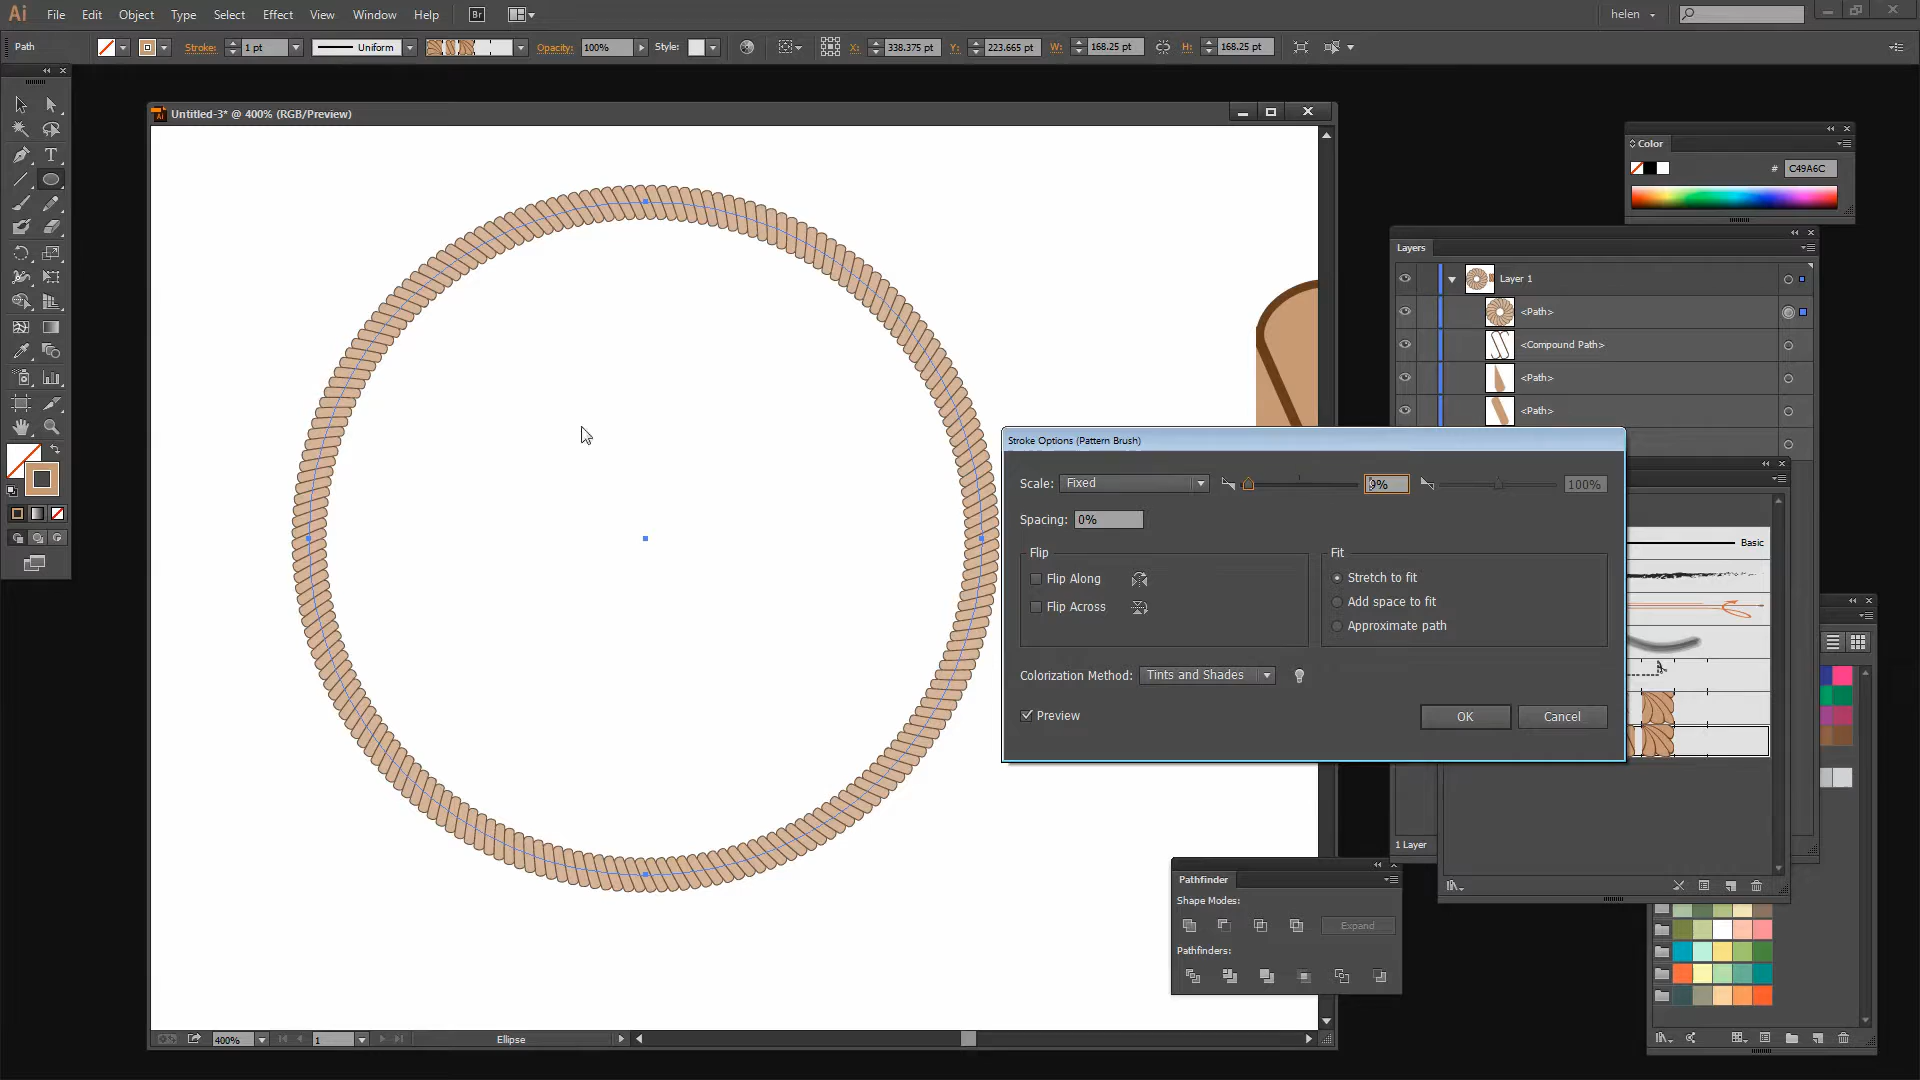 Ai File Edit Object Type Select Effect View Window Help Br helen
Path Stroke: 1 pt Uniform Opacity: 100% Style: X: 338.375 pt Y: 223.665 pt W: 168.25 pt H: 168.25 pt
Untitled-3* @ 400% (RGB/Preview)
Color
# C49A6C
Layers
Layer 1
<Path>
<Compound Path>
<Path>
<Path>
Stroke Options (Pattern Brush)
Scale: Fixed 9% 100%
Spacing: 0%
Flip
Flip Along
Flip Across
Fit
Stretch to fit
Add space to fit
Approximate path
Colorization Method: Tints and Shades
Preview
OK Cancel
Basic
1 Layer
Pathfinder
Shape Modes:
Expand
Pathfinders:
400% 1 Ellipse